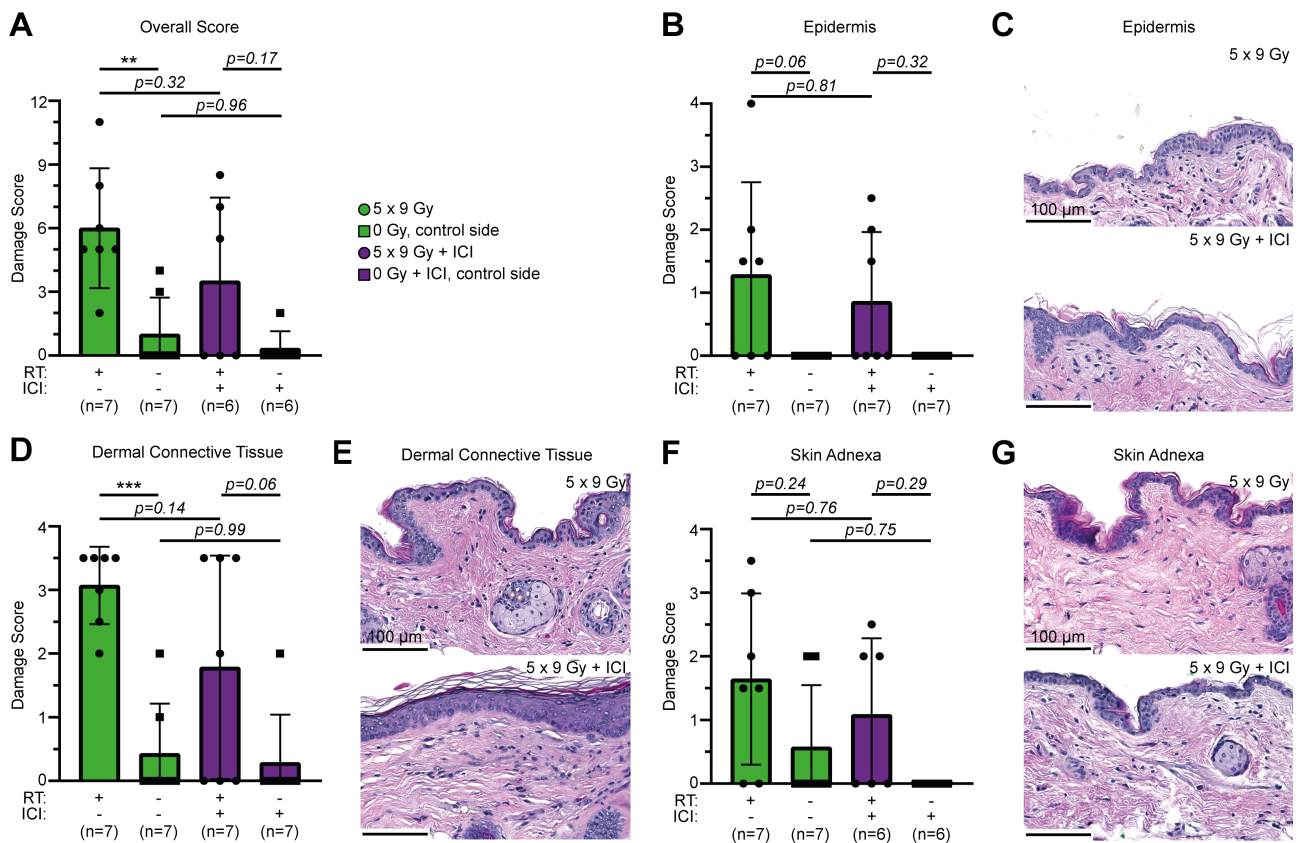 A
Overall Score
**
p=0.17
p=0.32
p=0.96
Damage Score
12
9
6
3
0
RT: + - + -
ICI: - - + +
(n=7) (n=7) (n=6) (n=6)
5 x 9 Gy
0 Gy, control side
5 x 9 Gy + ICI
0 Gy + ICI, control side
B
Epidermis
p=0.06
p=0.32
p=0.81
Damage Score
4
3
2
1
0
RT: + - + -
ICI: - - + +
(n=7) (n=7) (n=7) (n=7)
C
Epidermis
5 x 9 Gy
100 µm
5 x 9 Gy + ICI
D
Dermal Connective Tissue
***
p=0.06
p=0.14
p=0.99
Damage Score
4
3
2
1
0
RT: + - + -
ICI: - - + +
(n=7) (n=7) (n=7) (n=7)
E
Dermal Connective Tissue
5 x 9 Gy
100 µm
5 x 9 Gy + ICI
F
Skin Adnexa
p=0.24
p=0.29
p=0.76
p=0.75
Damage Score
4
3
2
1
0
RT: + - + -
ICI: - - + +
(n=7) (n=7) (n=6) (n=6)
G
Skin Adnexa
5 x 9 Gy
100 µm
5 x 9 Gy + ICI